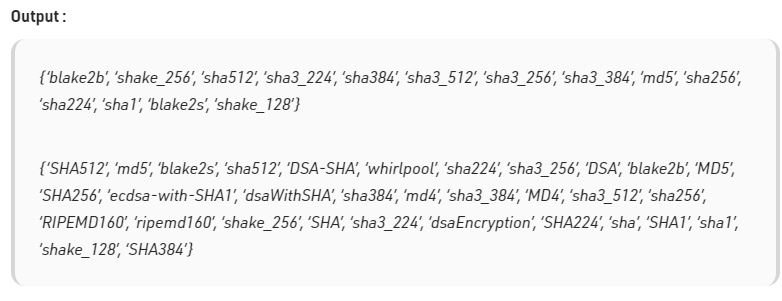 Output :
{‘blake2b’, ‘shake_256’, ‘sha512’, ‘sha3_224’, ‘sha384’, ‘sha3_512’, ‘sha3_256’, ‘sha3_384’, ‘md5’, ‘sha256’,
‘sha224’, ‘sha1’, ‘blake2s’, ‘shake_128’}
{‘SHA512’, ‘md5’, ‘blake2s’, ‘sha512’, ‘DSA-SHA’, ‘whirlpool’, ‘sha224’, ‘sha3_256’, ‘DSA’, ‘blake2b’, ‘MD5’,
‘SHA256’, ‘ecdsa-with-SHA1’, ‘dsaWithSHA’, ‘sha384’, ‘md4’, ‘sha3_384’, ‘MD4’, ‘sha3_512’, ‘sha256’,
‘RIPEMD160’, ‘ripemd160’, ‘shake_256’, ‘SHA’, ‘sha3_224’, ‘dsaEncryption’, ‘SHA224’, ‘sha’, ‘SHA1’, ‘sha1’,
‘shake_128’, ‘SHA384’}